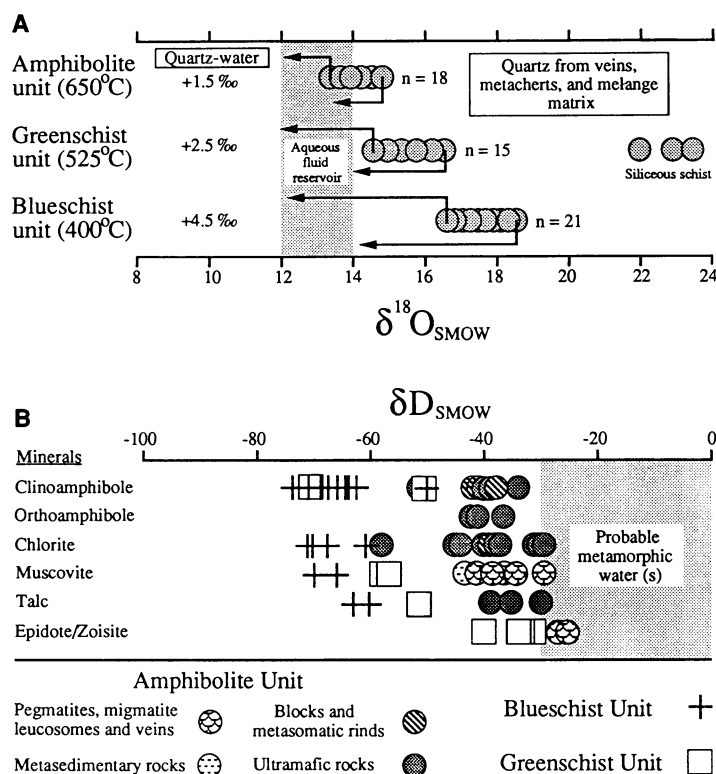 A
Amphibolite
unit (650°C)
Quartz-water
+1.5 ‰
n = 18
Quartz from veins,
metacherts, and melange
matrix
Greenschist
unit (525°C)
+2.5 ‰
Aqueous
fluid
reservoir
n = 15
Siliceous schist
Blueschist
unit (400°C)
+4.5 ‰
n = 21
8 10 12 14 16 18 20 22 24
δ18OSMOW
B
δDSMOW
-100 -80 -60 -40 -20 0
Minerals
Clinoamphibole
Orthoamphibole
Chlorite
Muscovite
Talc
Epidote/Zoisite
Probable
metamorphic
water (s)
Amphibolite Unit
Pegmatites, migmatite
leucosomes and veins
Blocks and
metasomatic rinds
Blueschist Unit
Metasedimentary rocks
Ultramafic rocks
Greenschist Unit